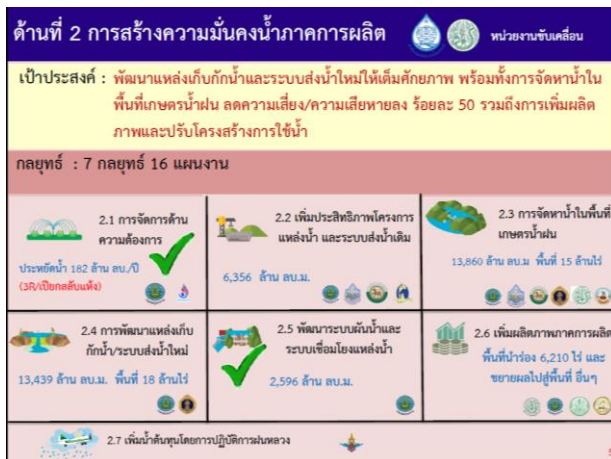 ด้านที่ 2 การสร้างความมั่นคงน้ำภาคการผลิต
หน่วยงานขับเคลื่อน
เป้าประสงค์ : พัฒนาแหล่งเก็บกักน้ำและระบบส่งน้ำใหม่ให้เต็มศักยภาพ พร้อมทั้งการจัดหาน้ำใน
พื้นที่เกษตรน้ำฝน ลดความเสี่ยง/ความเสียหายลง ร้อยละ 50 รวมถึงการเพิ่มผลิต
ภาพและปรับโครงสร้างการใช้น้ำ
กลยุทธ์ : 7 กลยุทธ์ 16 แผนงาน
2.1 การจัดการด้าน
ความต้องการ
ประหยัดน้ำ 182 ล้าน ลบ./ปี
(3R/เปียกสลับแห้ง)
2.2 เพิ่มประสิทธิภาพโครงการ
แหล่งน้ำ และระบบส่งน้ำเดิม
6,356 ล้าน ลบ.ม.
2.3 การจัดหาน้ำในพื้นที่
เกษตรน้ำฝน
13,860 ล้าน ลบ.ม พื้นที่ 15 ล้านไร่
2.4 การพัฒนาแหล่งเก็บ
กักน้ำ/ระบบส่งน้ำใหม่
13,439 ล้าน ลบ.ม. พื้นที่ 18 ล้านไร่
2.5 พัฒนาระบบผันน้ำและ
ระบบเชื่อมโยงแหล่งน้ำ
2,596 ล้าน ลบ.ม.
2.6 เพิ่มผลิตภาพภาคการผลิต
พื้นที่นำร่อง 6,210 ไร่ และ
ขยายผลไปสู่พื้นที่ อื่นๆ
2.7 เพิ่มน้ำต้นทุนโดยการปฏิบัติการฝนหลวง